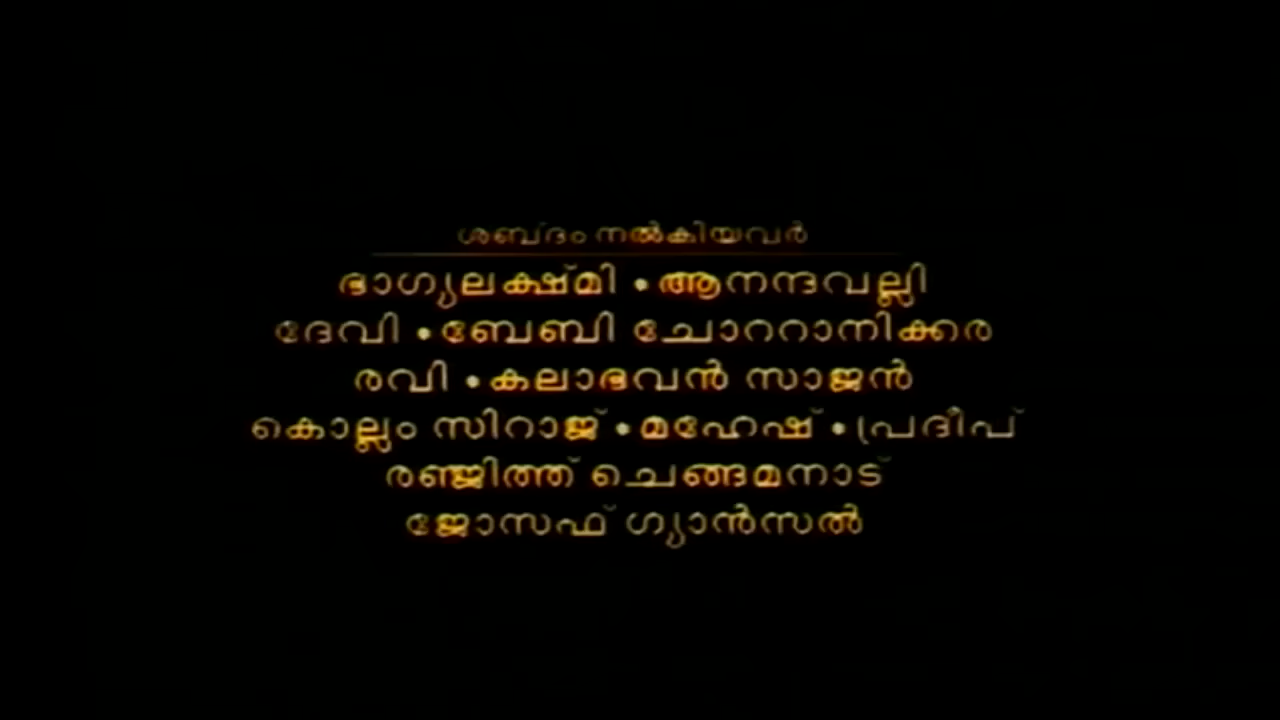 ശബ്ദം നൽകിയവർ
ഭാഗ്യലക്ഷ്മി • ആനന്ദവല്ലി
ദേവി • ബേബി ചോററാനിക്കര
രവി • കലാഭവൻ സാജൻ
കൊല്ലം സിറാജ് • മഹേഷ് • പ്രദീപ്
രഞ്ജിത്ത് ചെങ്ങമനാട്
ജോസഫ് ഗ്യാൻസൽ